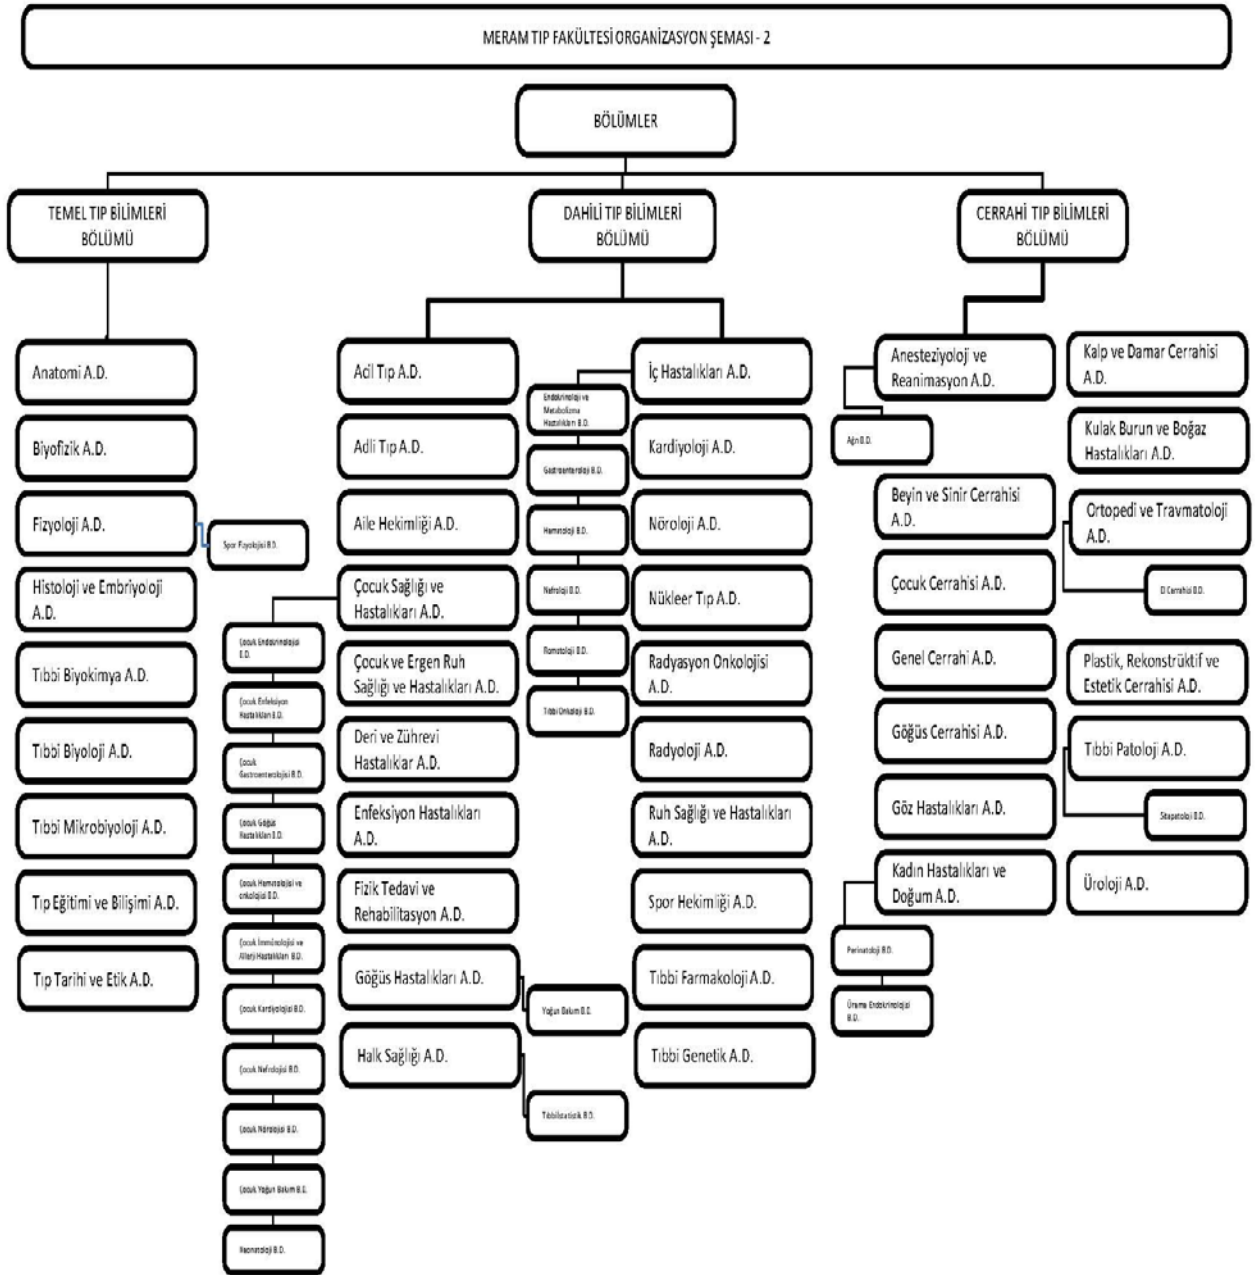 MERAM TIP FAKÜLTESİ ORGANİZASYON ŞEMASI - 2
BÖLÜMLER
TEMEL TIP BİLİMLERİ
BÖLÜMÜ
DAHİLİ TIP BİLİMLERİ
BÖLÜMÜ
CERRAHİ TIP BİLİMLERİ
BÖLÜMÜ
Anatomi A.D.
Biyofizik A.D.
Fizyoloji A.D.
Spor Fizyolojisi B.D.
Histoloji ve Embriyoloji
A.D.
Tıbbi Biyokimya A.D.
Tıbbi Biyoloji A.D.
Tıbbi Mikrobiyoloji A.D.
Tıp Eğitimi ve Bilişimi A.D.
Tıp Tarihi ve Etik A.D.
Acil Tıp A.D.
Adli Tıp A.D.
Aile Hekimliği A.D.
Çocuk Sağlığı ve
Hastalıkları A.D.
Çocuk Endokrinolojisi
B.D.
Çocuk Enfeksiyon
Hastalıkları B.D.
Çocuk
Gastroenterolojisi B.D.
Çocuk Göğüs
Hastalıkları B.D.
Çocuk Hematolojisi ve
onkolojisi B.D.
Çocuk İmmünolojisi ve
Allerji Hastalıkları B.D.
Çocuk Kardiyolojisi B.D.
Çocuk Nefrolojisi B.D.
Çocuk Nörolojisi B.D.
Çocuk Yoğun Bakım B.D.
Neonatoloji B.D.
Çocuk ve Ergen Ruh
Sağlığı ve Hastalıkları A.D.
Deri ve Zührevi
Hastalıklar A.D.
Enfeksiyon Hastalıkları
A.D.
Fizik Tedavi ve
Rehabilitasyon A.D.
Göğüs Hastalıkları A.D.
Yoğun Bakım B.D.
Halk Sağlığı A.D.
Tıbbi İstatistik B.D.
İç Hastalıkları A.D.
Endokrinoloji ve
Metabolizma
Hastalıkları B.D.
Gastroenteroloji B.D.
Hematoloji B.D.
Nefroloji B.D.
Romatoloji B.D.
Tıbbi Onkoloji B.D.
Kardiyoloji A.D.
Nöroloji A.D.
Nükleer Tıp A.D.
Radyasyon Onkolojisi
A.D.
Radyoloji A.D.
Ruh Sağlığı ve Hastalıkları
A.D.
Spor Hekimliği A.D.
Tıbbi Farmakoloji A.D.
Tıbbi Genetik A.D.
Anesteziyoloji ve
Reanimasyon A.D.
Ağrı B.D.
Beyin ve Sinir Cerrahisi
A.D.
Çocuk Cerrahisi A.D.
Genel Cerrahi A.D.
Göğüs Cerrahisi A.D.
Göz Hastalıkları A.D.
Kadın Hastalıkları ve
Doğum A.D.
Perinatoloji B.D.
Üreme Endokrinolojisi
B.D.
Kalp ve Damar Cerrahisi
A.D.
Kulak Burun ve Boğaz
Hastalıkları A.D.
Ortopedi ve Travmatoloji
A.D.
El Cerrahisi B.D.
Plastik, Rekonstrüktif ve
Estetik Cerrahisi A.D.
Tıbbi Patoloji A.D.
Sitopatoloji B.D.
Üroloji A.D.